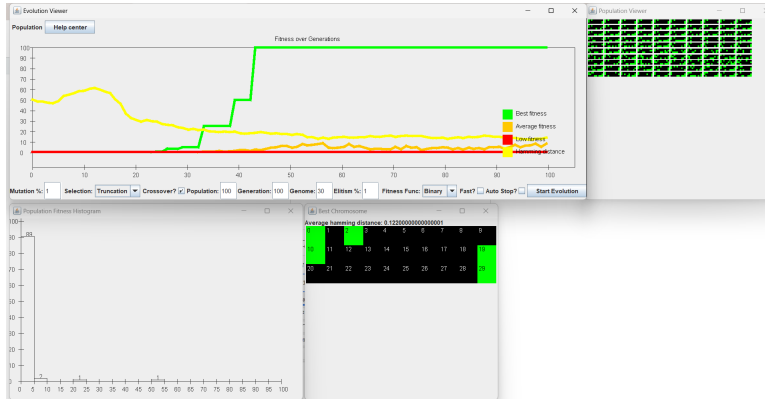 Evolution Viewer
Population Help center
Fitness over Generations
100
90
80
70
60
50
40
30
20
10
0
0 10 20 30 40 50 60 70 80 90 100
Best fitness
Average fitness
Low fitness
Hamming distance
Mutation %: 1 Selection: Truncation Crossover? Population: 100 Generation: 100 Genome: 30 Elitism %: 1 Fitness Func: Binary Fast? Auto Stop? Start Evolution
Population Viewer
Population Fitness Histogram
100
89
90
80
70
60
50
40
30
20
10
0
2 1 1
0 5 10 15 20 25 30 35 40 45 50 55 60 65 70 75 80 85 90 95 100
Best Chromosome
Average hamming distance: 0.12200000000000001
0 1 2 3 4 5 6 7 8 9
10 11 12 13 14 15 16 17 18 19
20 21 22 23 24 25 26 27 28 29